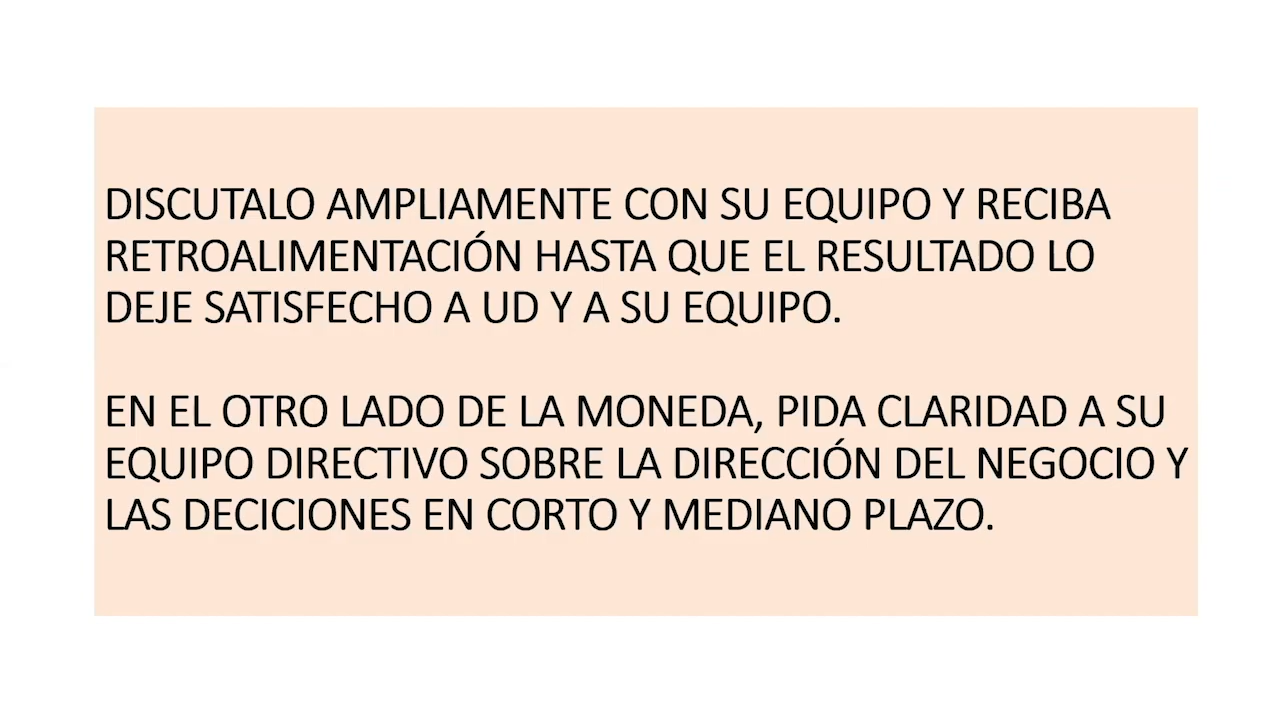 DISCUTALO AMPLIAMENTE CON SU EQUIPO Y RECIBA
RETROALIMENTACIÓN HASTA QUE EL RESULTADO LO
DEJE SATISFECHO A UD Y A SU EQUIPO.
EN EL OTRO LADO DE LA MONEDA, PIDA CLARIDAD A SU
EQUIPO DIRECTIVO SOBRE LA DIRECCIÓN DEL NEGOCIO Y
LAS DECICIONES EN CORTO Y MEDIANO PLAZO.